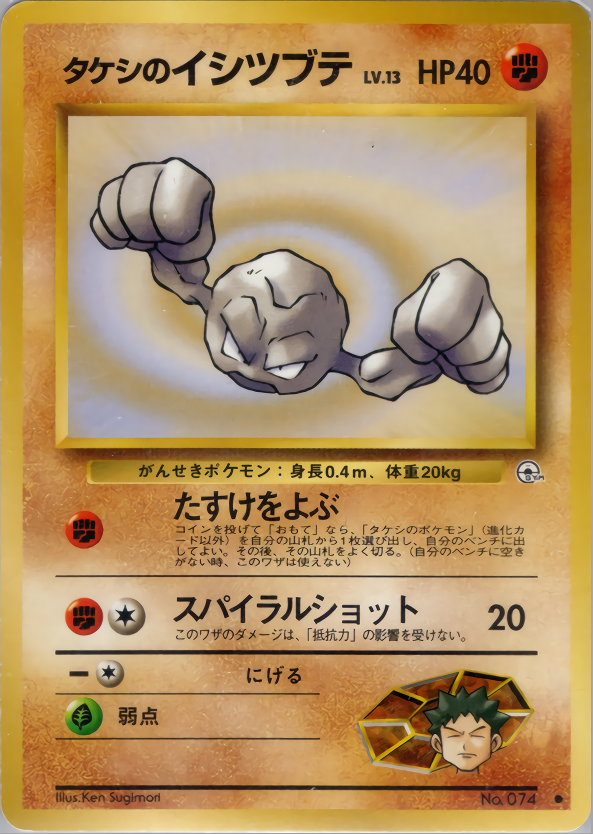 タケシのイシツブテ LV.13 HP40
がんせきポケモン：身長0.4m、体重20kg
GYM
たすけをよぶ
コインを投げて「おもて」なら、「タケシのポケモン」（進化カ
ード以外）を自分の山札から1枚選び出し、自分のベンチに出
してよい。その後、その山札をよく切る。（自分のベンチに空き
がない時、このワザは使えない）
スパイラルショット 20
このワザのダメージは、「抵抗力」の影響を受けない。
にげる
弱点
Illus.Ken Sugimori No. 074